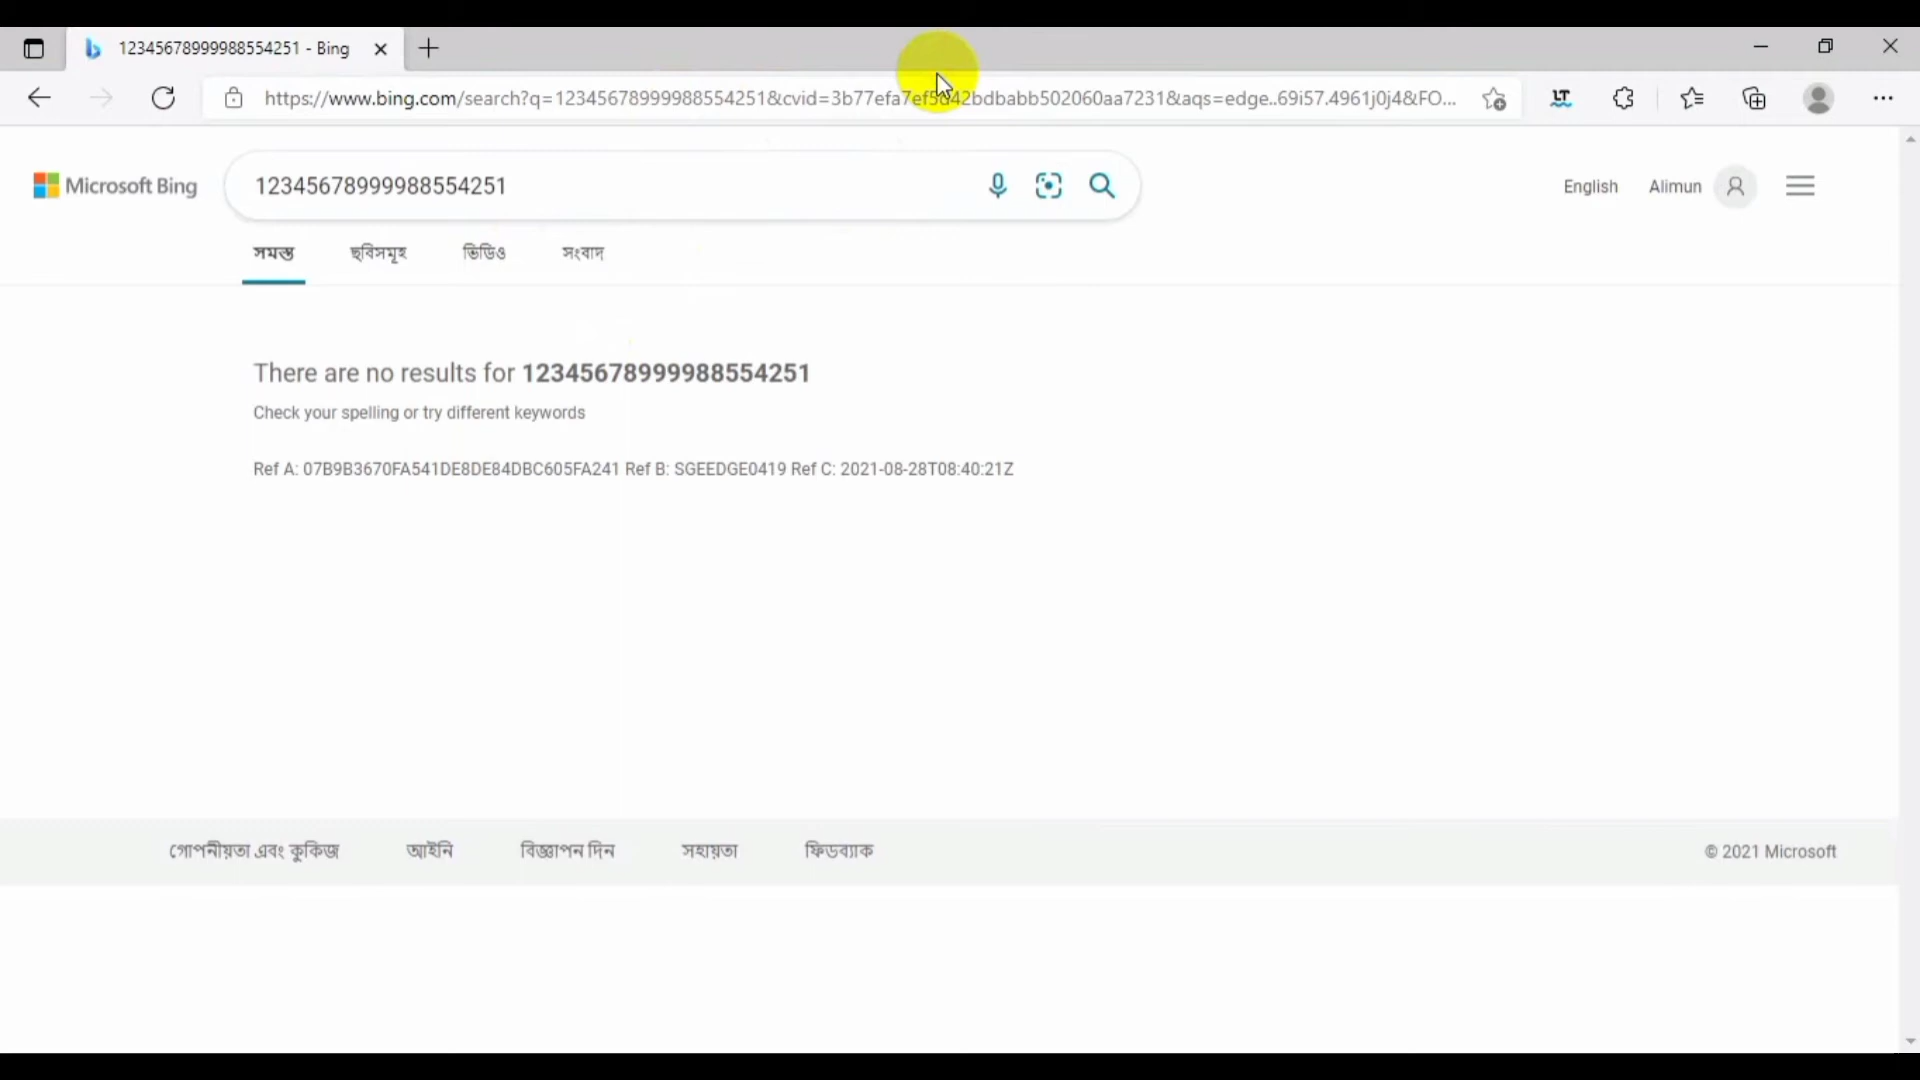 12345678999988554251 - Bing
https://www.bing.com/search?q=12345678999988554251&cvid=3b77efa7ef5d42bdbabb502060aa7231&aqs=edge..69i57.4961j0j4&FO...
LT
Microsoft Bing
12345678999988554251
English
Alimun
সমস্ত
ছবিসমূহ
ভিডিও
সংবাদ
There are no results for 12345678999988554251
Check your spelling or try different keywords
Ref A: 07B9B3670FA541DE8DE84DBC605FA241 Ref B: SGEEDGE0419 Ref C: 2021-08-28T08:40:21Z
গোপনীয়তা এবং কুকিজ
আইনি
বিজ্ঞাপন দিন
সহায়তা
ফিডব্যাক
© 2021 Microsoft